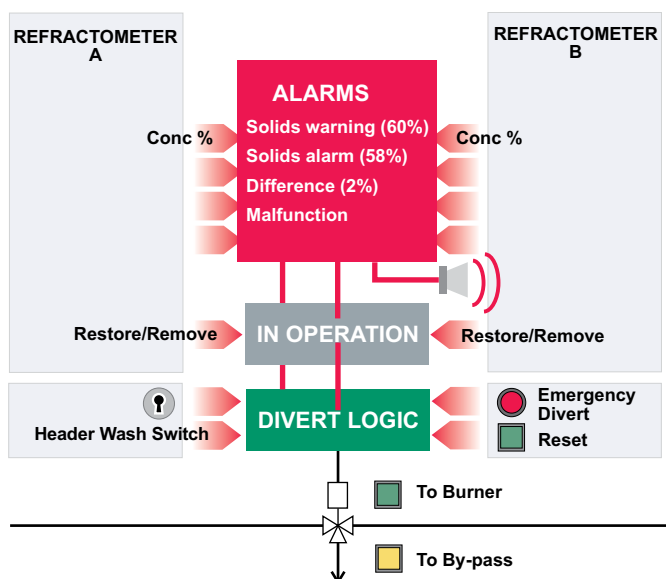 REFRACTOMETER
A
REFRACTOMETER
B
ALARMS
Solids warning (60%)
Solids alarm (58%)
Difference (2%)
Malfunction
Conc %
Conc %
Restore/Remove
IN OPERATION
Restore/Remove
Header Wash Switch
DIVERT LOGIC
Emergency
Divert
Reset
To Burner
To By-pass